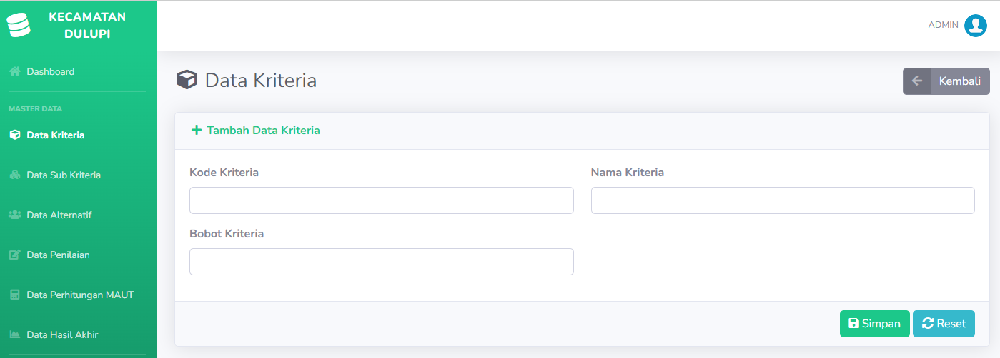 KECAMATAN
DULUPI
ADMIN
Dashboard
MASTER DATA
Data Kriteria
Data Sub Kriteria
Data Alternatif
Data Penilaian
Data Perhitungan MAUT
Data Hasil Akhir
Data Kriteria
Kembali
Tambah Data Kriteria
Kode Kriteria
Nama Kriteria
Bobot Kriteria
Simpan
Reset